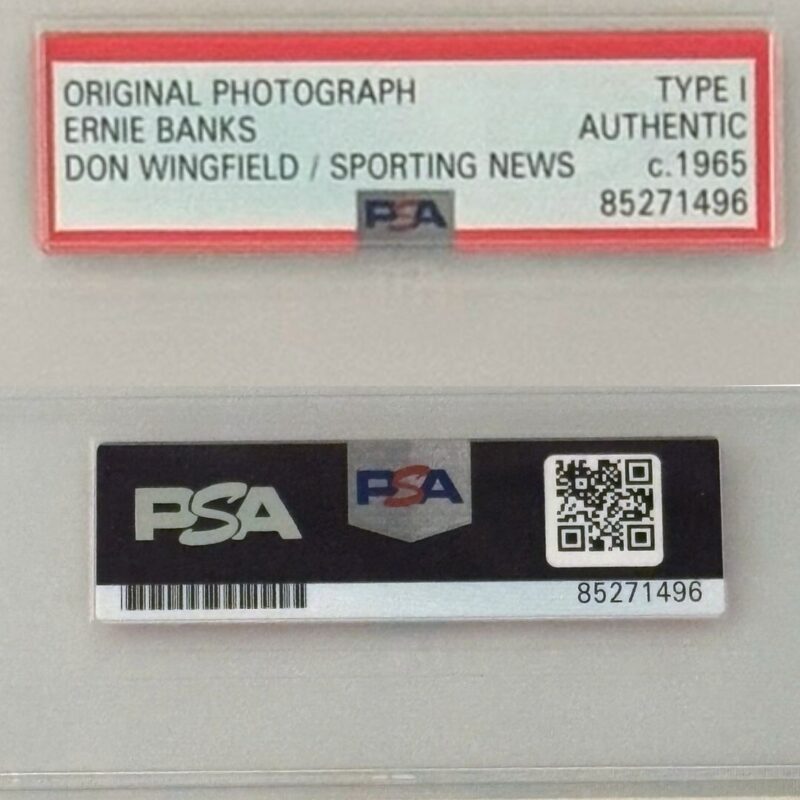 ORIGINAL PHOTOGRAPH TYPE I
ERNIE BANKS AUTHENTIC
DON WINGFIELD / SPORTING NEWS c.1965
85271496
PSA
PSA
PSA
85271496